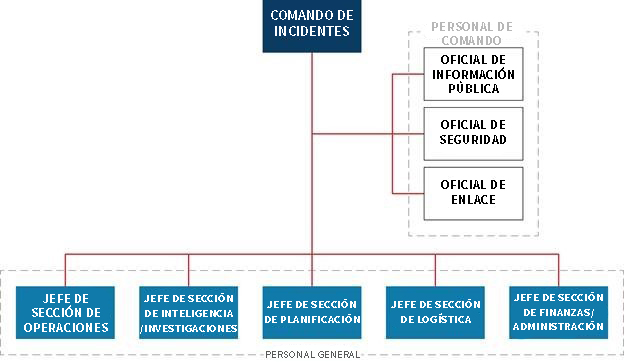 COMANDO DE
INCIDENTES
PERSONAL DE
COMANDO
OFICIAL DE
INFORMACIÓN
PÙBLICA
OFICIAL DE
SEGURIDAD
OFICIAL DE
ENLACE
JEFE DE
SECCIÓN DE
OPERACIONES
JEFE DE SECCIÓN
DE INTELIGENCIA
/INVESTIGACIONES
JEFE DE SECCIÓN
DE PLANIFICACIÓN
JEFE DE SECCIÓN
DE LOGÍSTICA
JEFE DE SECCIÓN
DE FINANZAS/
ADMINISTRACIÓN
PERSONAL GENERAL